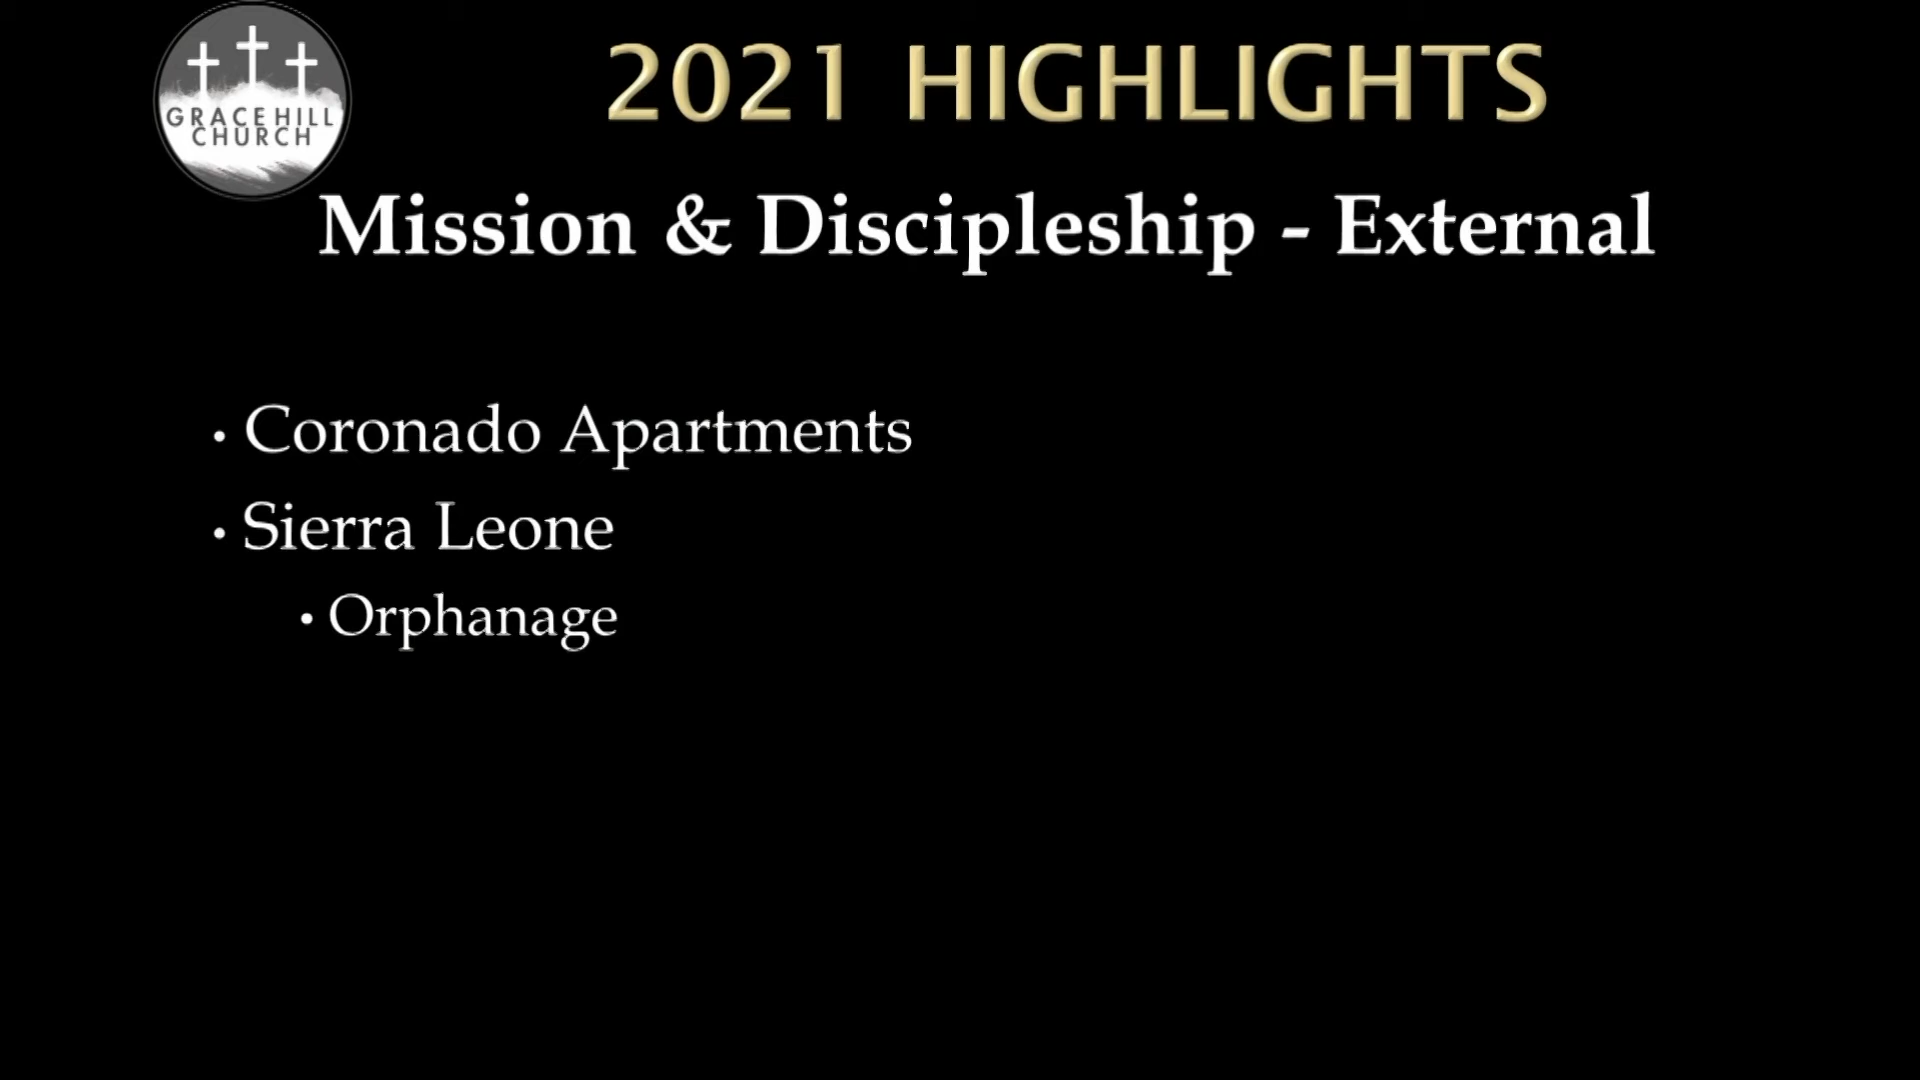 GRACE HILL
CHURCH
2021 HIGHLIGHTS
Mission & Discipleship - External
• Coronado Apartments
• Sierra Leone
• Orphanage